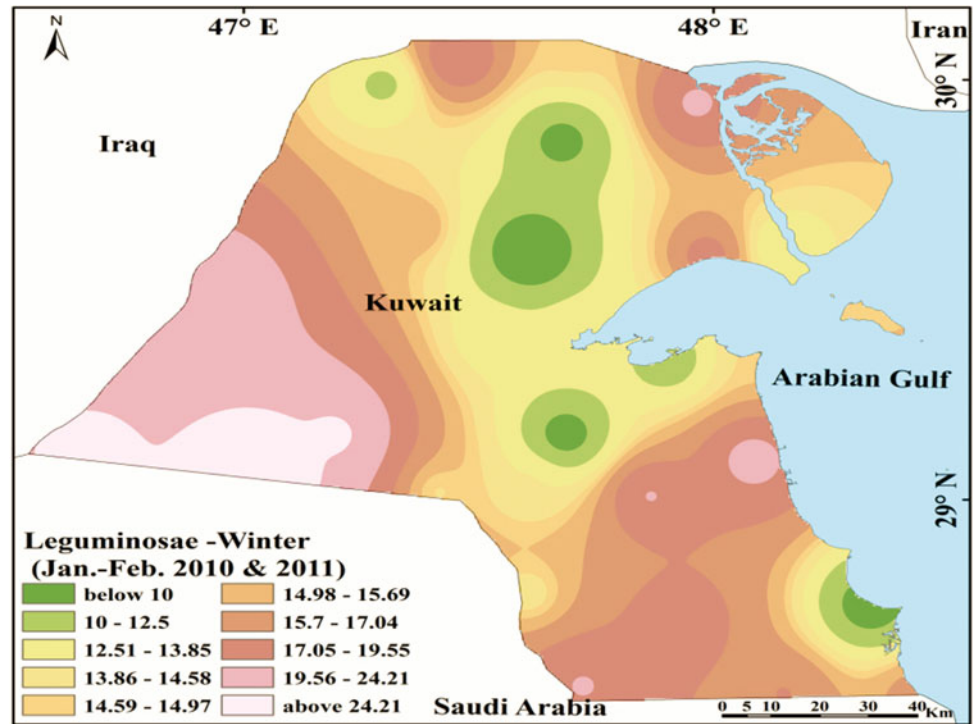 N
47° E
48° E
Iran
30° N
Iraq
Kuwait
Arabian Gulf
29° N
Leguminosae -Winter
(Jan.-Feb. 2010 & 2011)
below 10
10 - 12.5
12.51 - 13.85
13.86 - 14.58
14.59 - 14.97
14.98 - 15.69
15.7 - 17.04
17.05 - 19.55
19.56 - 24.21
above 24.21
Saudi Arabia
0 5 10 20 30 40
Km